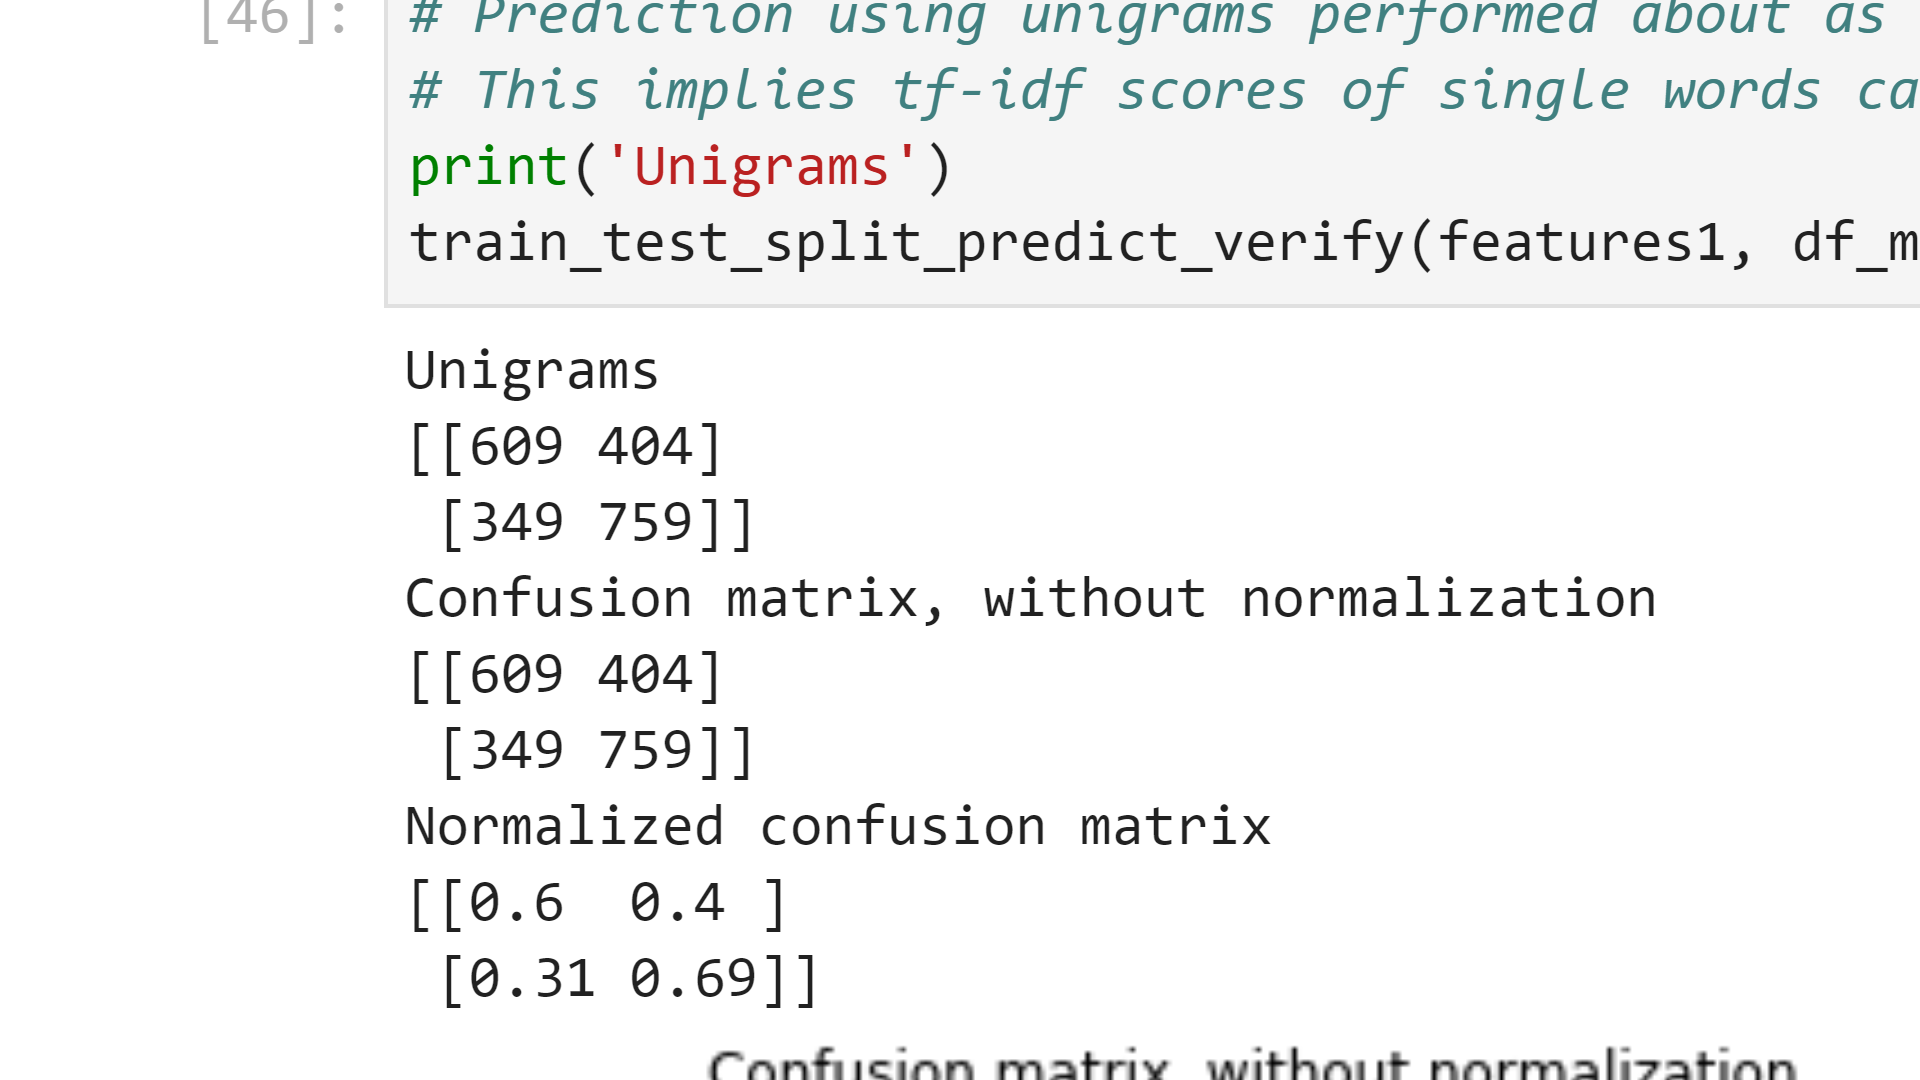 [46]: # Prediction using unigrams performed about as
# This implies tf-idf scores of single words ca
print('Unigrams')
train_test_split_predict_verify(features1, df_m
Unigrams
[[609 404]
 [349 759]]
Confusion matrix, without normalization
[[609 404]
 [349 759]]
Normalized confusion matrix
[[0.6  0.4 ]
 [0.31 0.69]]
Confusion matrix, without normalization